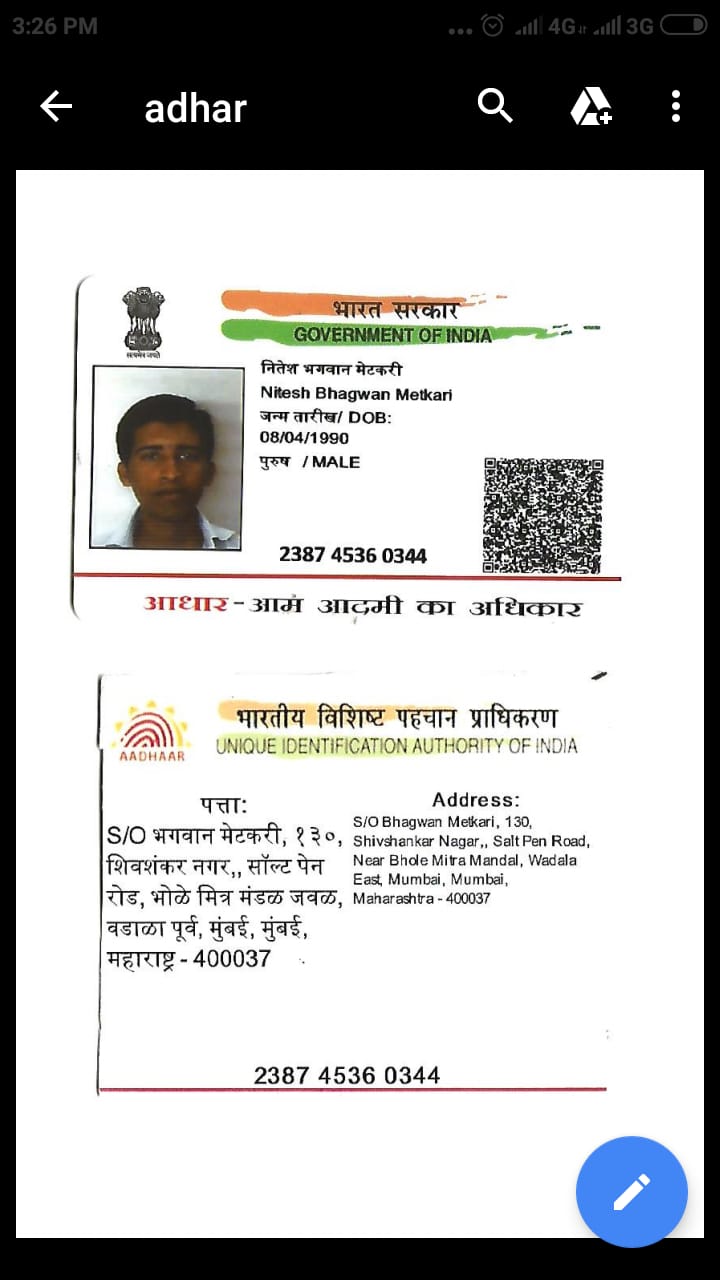 3:26 PM
4G
3G
adhar
भारत सरकार
GOVERNMENT OF INDIA
सत्यमेव जयते
नितेश भगवान मेटकरी
Nitesh Bhagwan Metkari
जन्म तारीख/ DOB:
08/04/1990
पुरुष / MALE
2387 4536 0344
आधार - आम आदमी का अधिकार
भारतीय विशिष्ट पहचान प्राधिकरण
UNIQUE IDENTIFICATION AUTHORITY OF INDIA
AADHAAR
पत्ता:
S/O भगवान मेटकरी, १३०,
शिवशंकर नगर,, सॉल्ट पेन
रोड, भोळे मित्र मंडळ जवळ,
वडाळा पूर्व, मुंबई, मुंबई,
महाराष्ट्र - 400037
Address:
S/O Bhagwan Metkari, 130,
Shivshankar Nagar,, Salt Pen Road,
Near Bhole Mitra Mandal, Wadala
East, Mumbai, Mumbai,
Maharashtra - 400037
2387 4536 0344